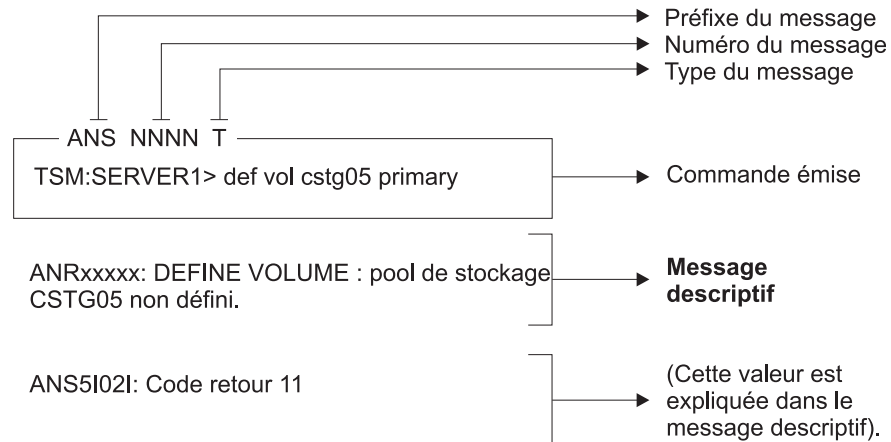 Préfixe du message
Numéro du message
Type du message
ANS NNNN T
TSM:SERVER1> def vol cstg05 primary
Commande émise
ANRxxxxx: DEFINE VOLUME : pool de stockage
CSTG05 non défini.
Message
descriptif
ANS5I02I: Code retour 11
(Cette valeur est
expliquée dans le
message descriptif).